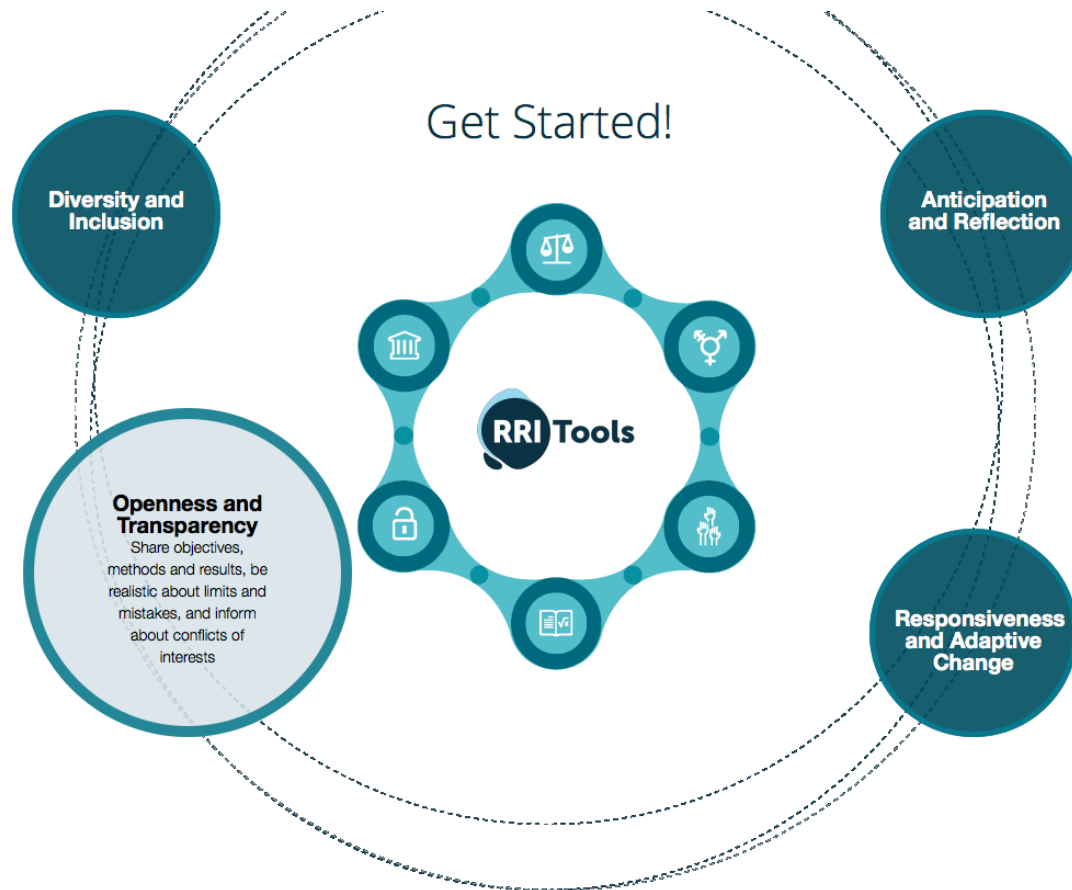 Get Started!
Diversity and
Inclusion
Anticipation
and Reflection
RRI Tools
Openness and
Transparency
Share objectives,
methods and results, be
realistic about limits and
mistakes, and inform
about conflicts of
interests
Responsiveness
and Adaptive
Change